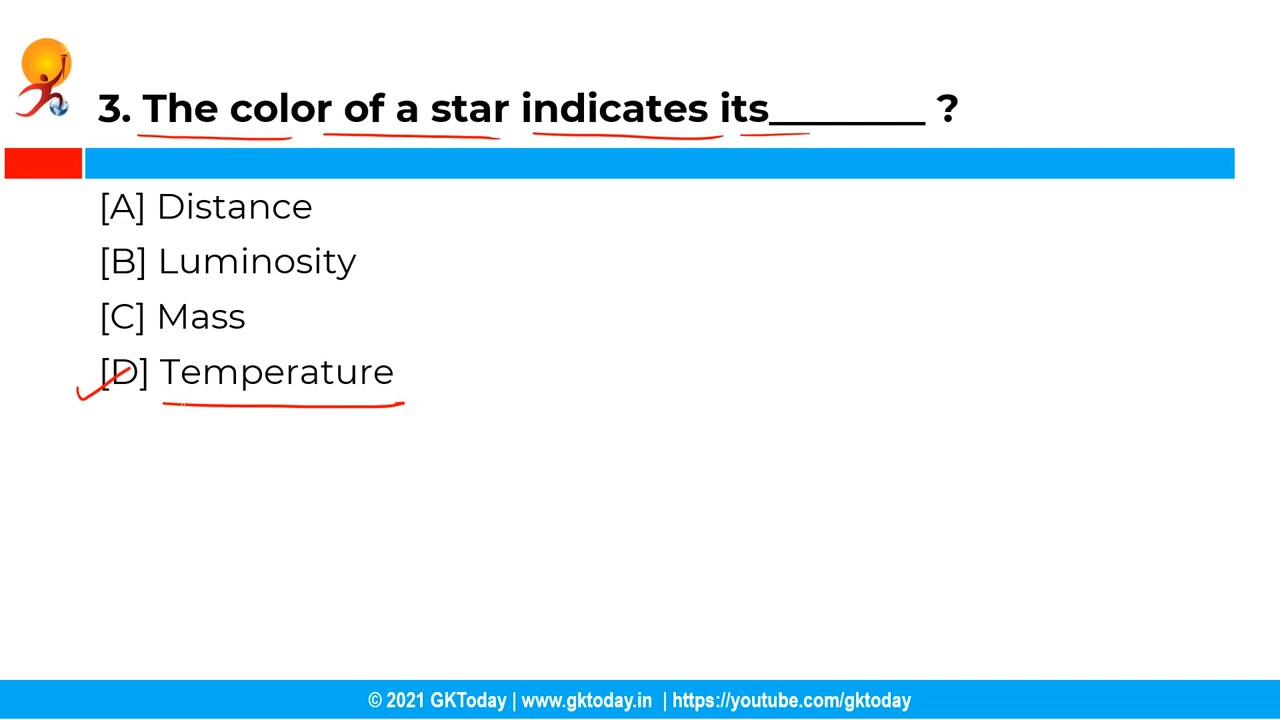 3. The color of a star indicates its________ ?
[A] Distance
[B] Luminosity
[C] Mass
[D] Temperature
© 2021 GKToday | www.gktoday.in | https://youtube.com/gktoday